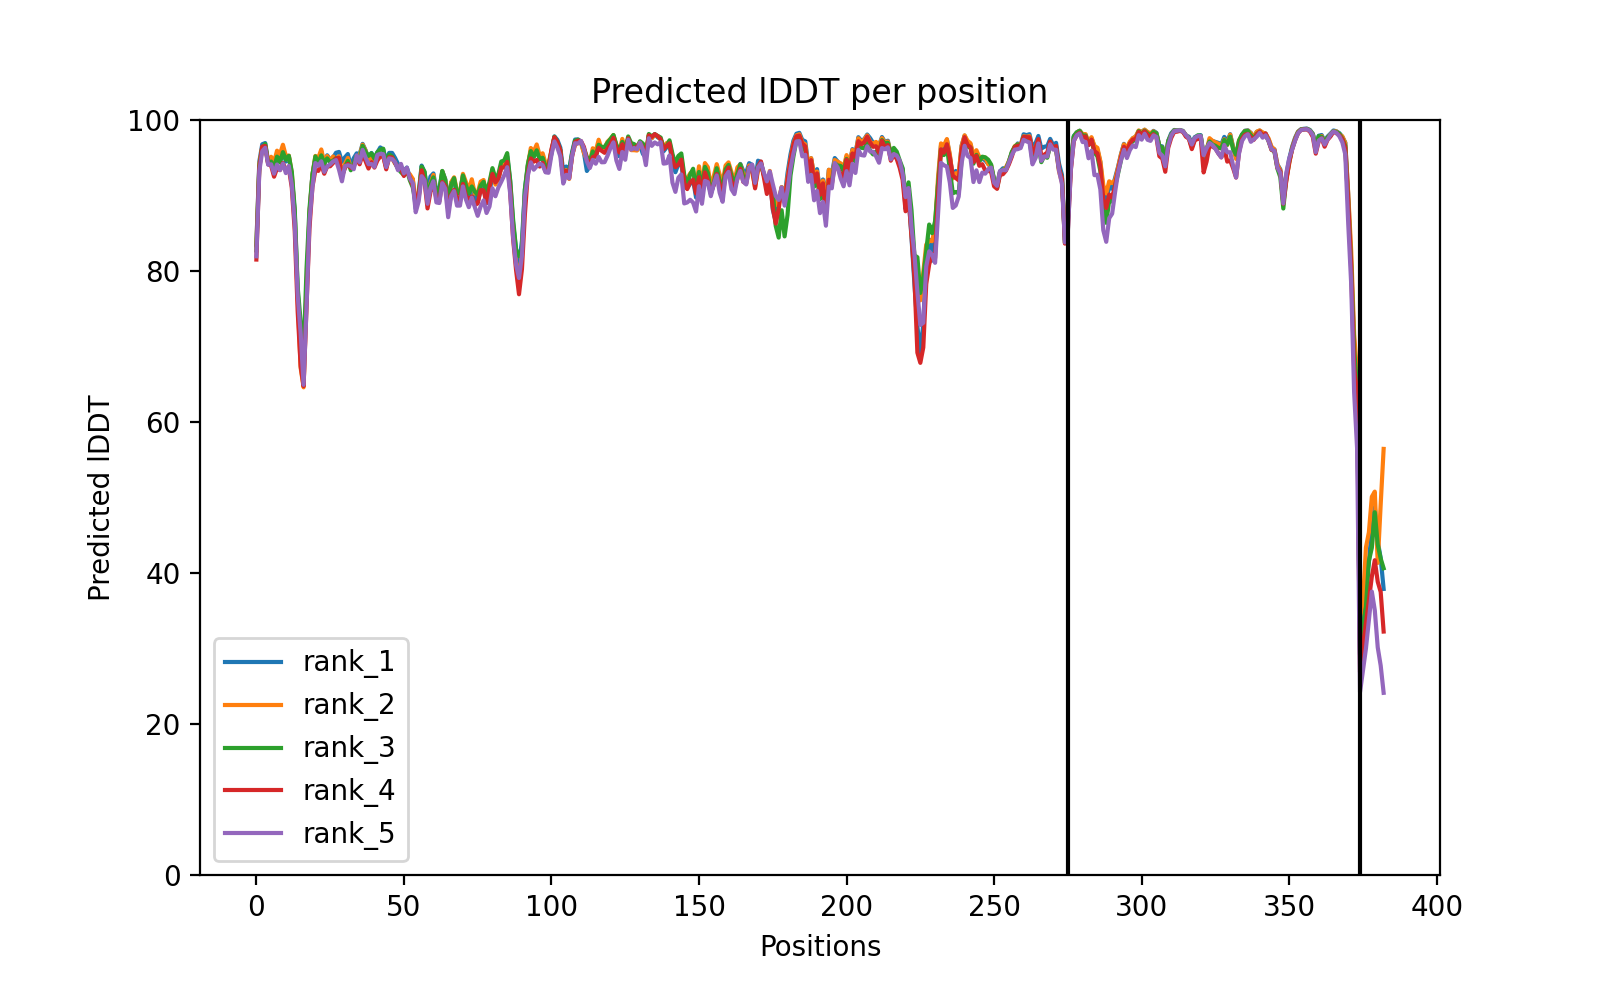 Predicted lDDT per position
100
80
60
40
20
0
Predicted lDDT
rank_1
rank_2
rank_3
rank_4
rank_5
0 50 100 150 200 250 300 350 400
Positions